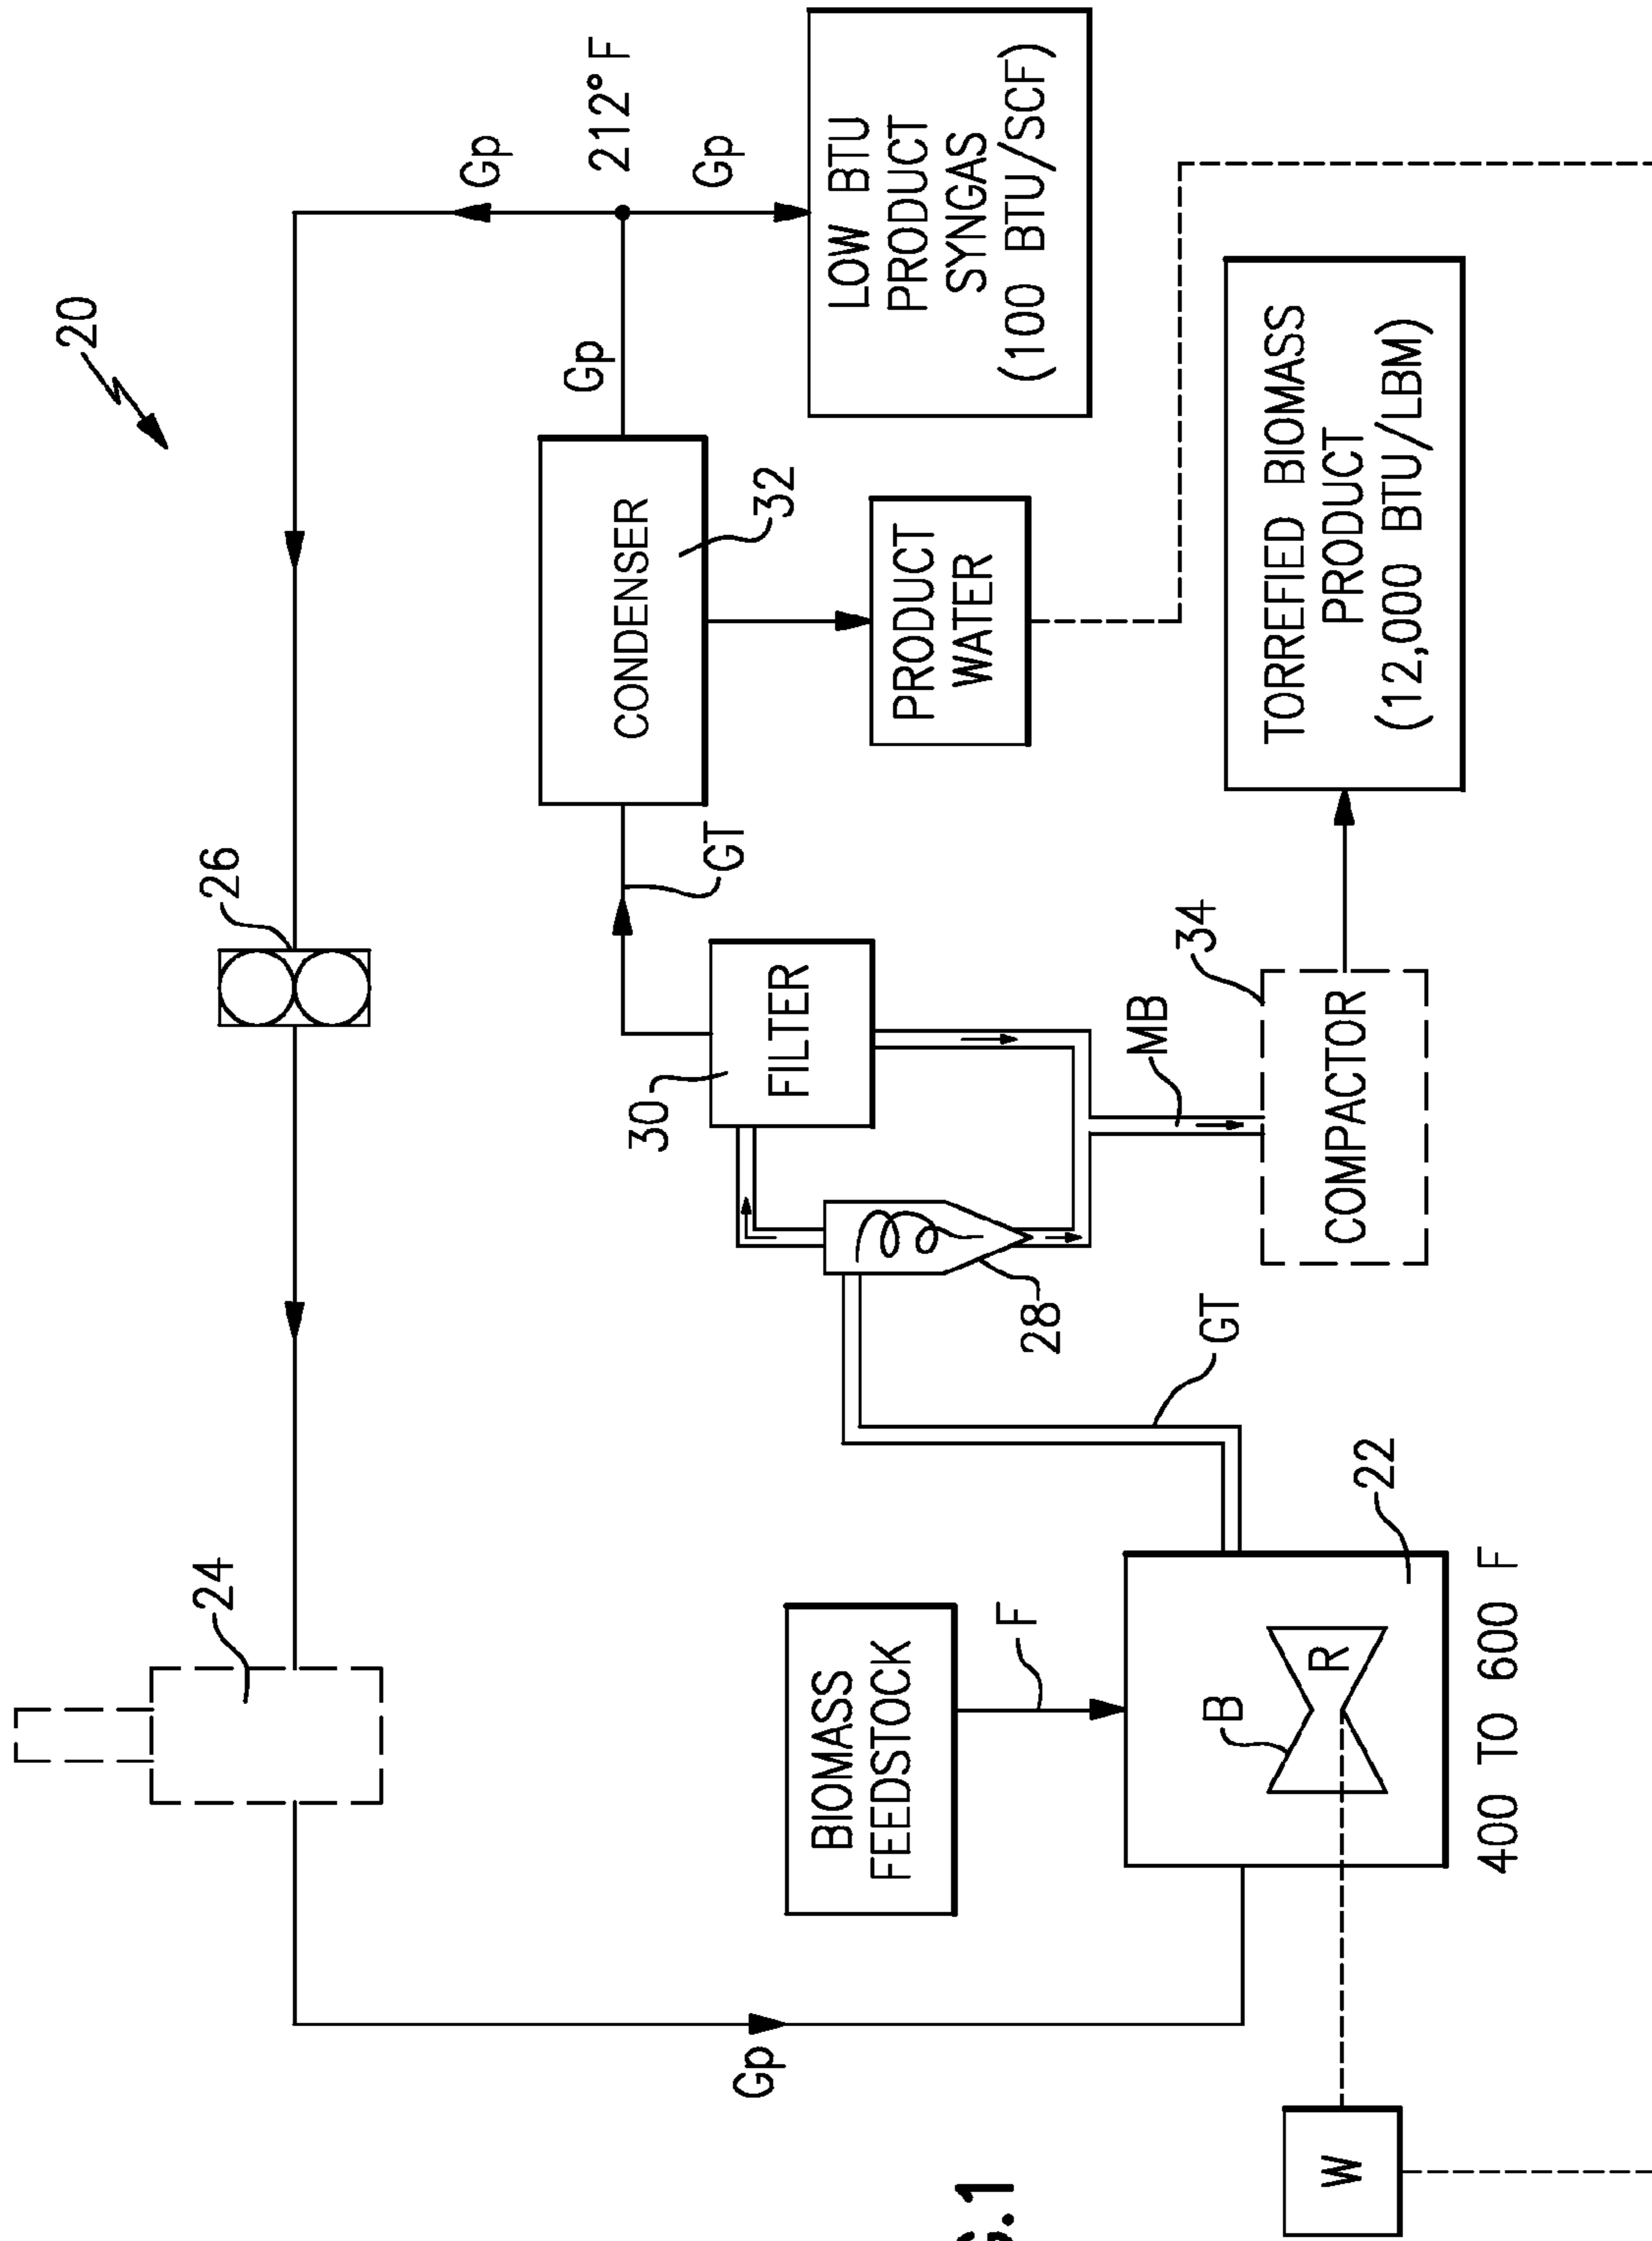 20
Gp
212° F
Gp
Gp
LOW BTU
PRODUCT
SYNGAS
(100 BTU/SCF)
26
24
CONDENSER
32
PRODUCT
WATER
GT
FILTER
30
28
GT
MB
34
COMPACTOR
TORREFIED BIOMASS
PRODUCT
(12,000 BTU/LBM)
BIOMASS
FEEDSTOCK
F
Gp
B
R
22
400 TO 600 F
W
.1